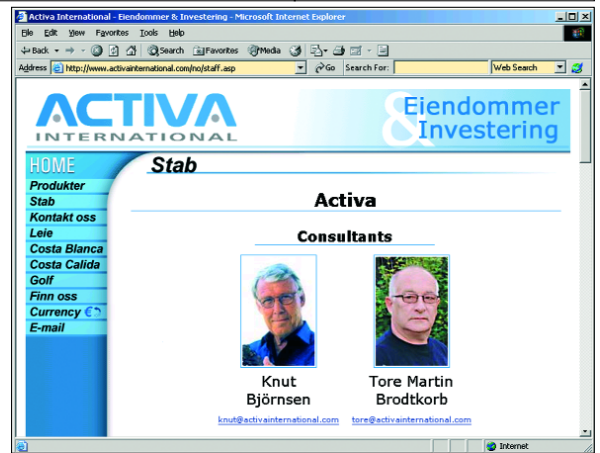 Activa International - Eiendommer & Investering - Microsoft Internet Explorer
File Edit View Favorites Tools Help
Back Search Favorites Media
Address http://www.activainternational.com/no/staff.asp Go Search For: Web Search
ACTIVA
INTERNATIONAL
&
Eiendommer
Investering
HOME
Produkter
Stab
Kontakt oss
Leie
Costa Blanca
Costa Calida
Golf
Finn oss
Currency €
E-mail
Stab
Activa
Consultants
Knut Tore Martin
Björnsen Brodtkorb
knut@activainternational.com tore@activainternational.com
Internet